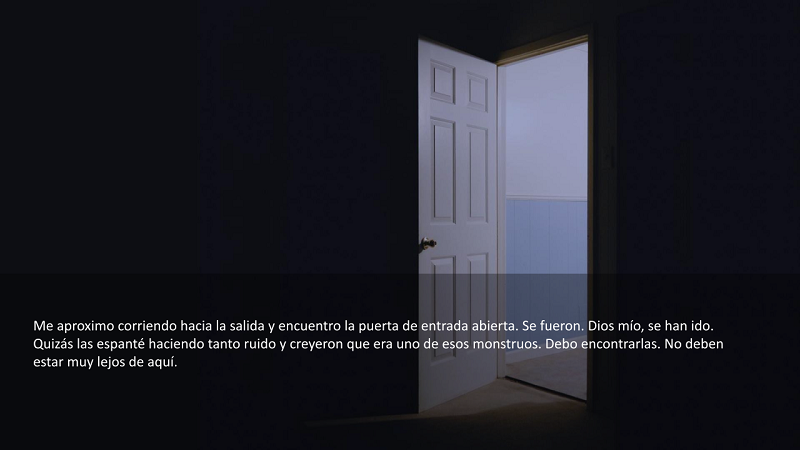 Me aproximo corriendo hacia la salida y encuentro la puerta de entrada abierta. Se fueron. Dios mío, se han ido.
Quizás las espanté haciendo tanto ruido y creyeron que era uno de esos monstruos. Debo encontrarlas. No deben
estar muy lejos de aquí.